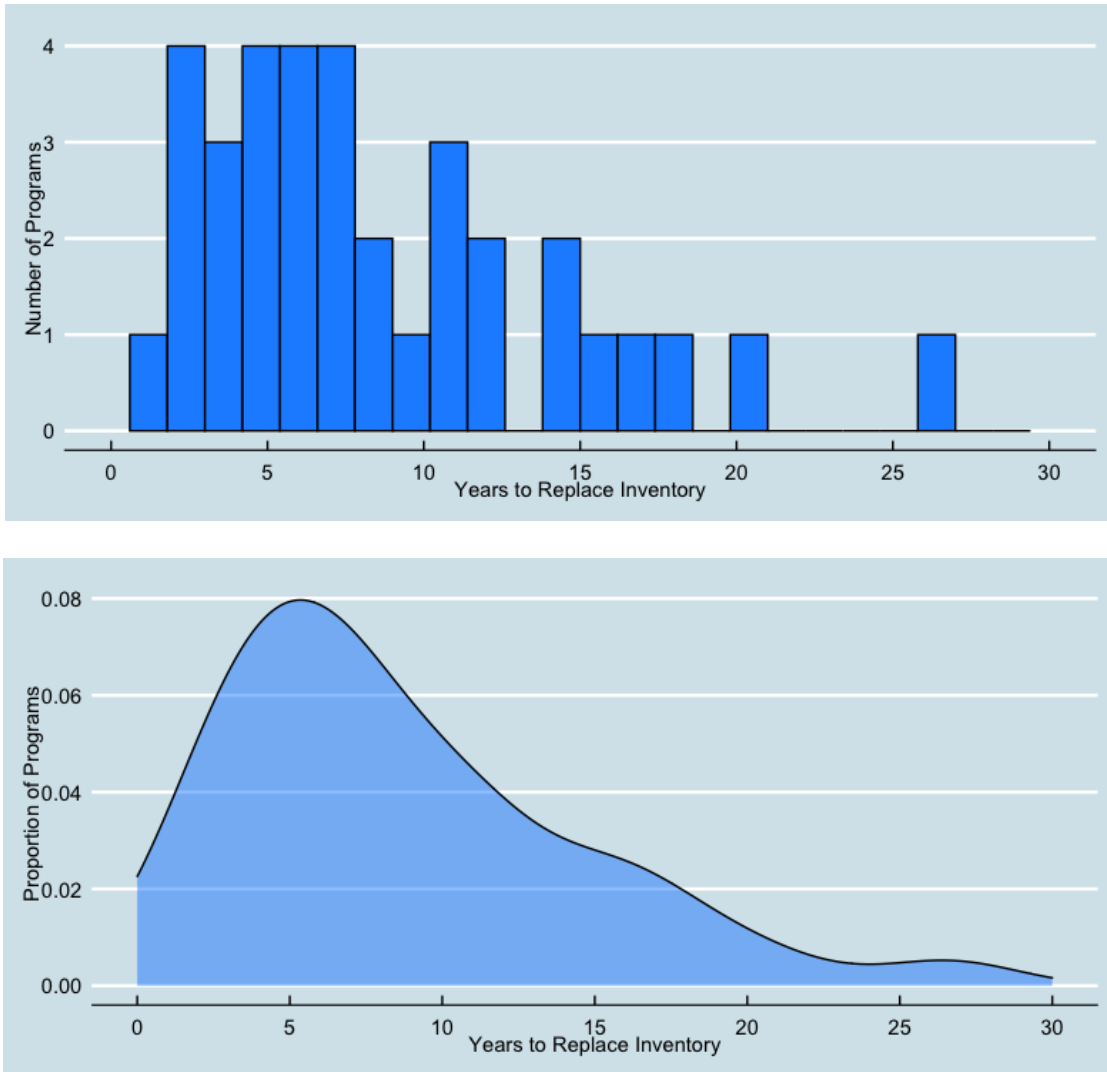 4
3
2
1
0
Number of Programs
0 5 10 15 20 25 30
Years to Replace Inventory
0.08
0.06
0.04
0.02
0.00
Proportion of Programs
0 5 10 15 20 25 30
Years to Replace Inventory